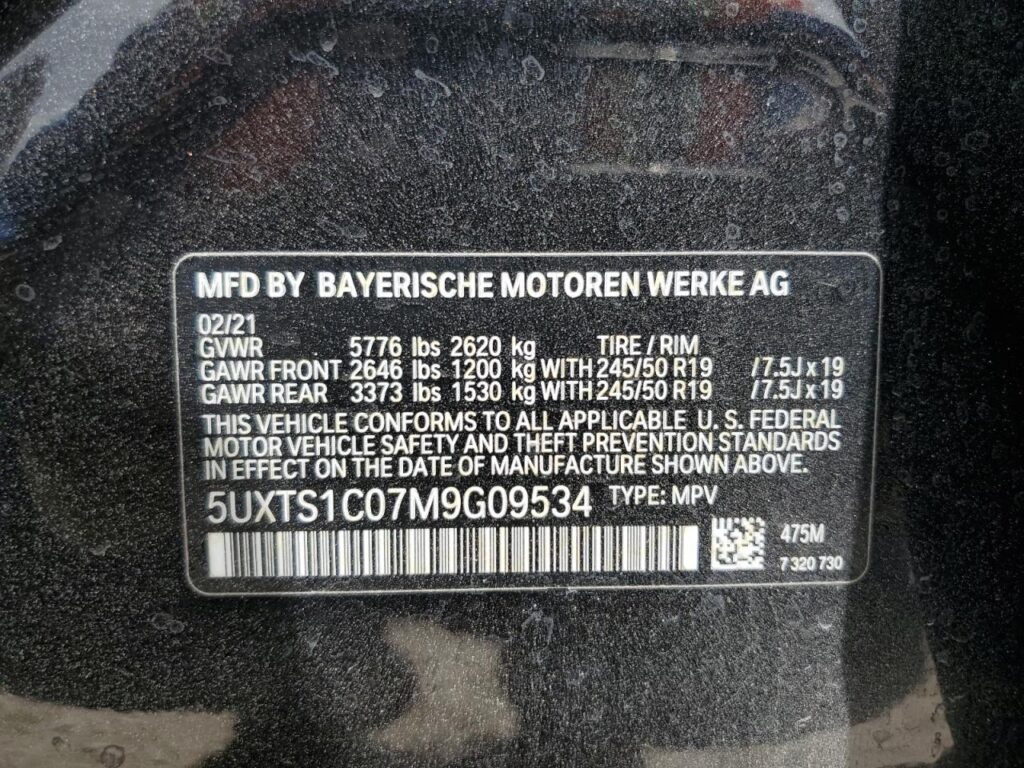 MFD BY BAYERISCHE MOTOREN WERKE AG
02/21
GVWR 5776 lbs 2620 kg TIRE / RIM
GAWR FRONT 2646 lbs 1200 kg WITH 245/50 R19 /7.5J x 19
GAWR REAR 3373 lbs 1530 kg WITH 245/50 R19 /7.5J x 19
THIS VEHICLE CONFORMS TO ALL APPLICABLE U. S. FEDERAL
MOTOR VEHICLE SAFETY AND THEFT PREVENTION STANDARDS
IN EFFECT ON THE DATE OF MANUFACTURE SHOWN ABOVE.
5UXTS1C07M9G09534 TYPE: MPV
475M
7 320 730